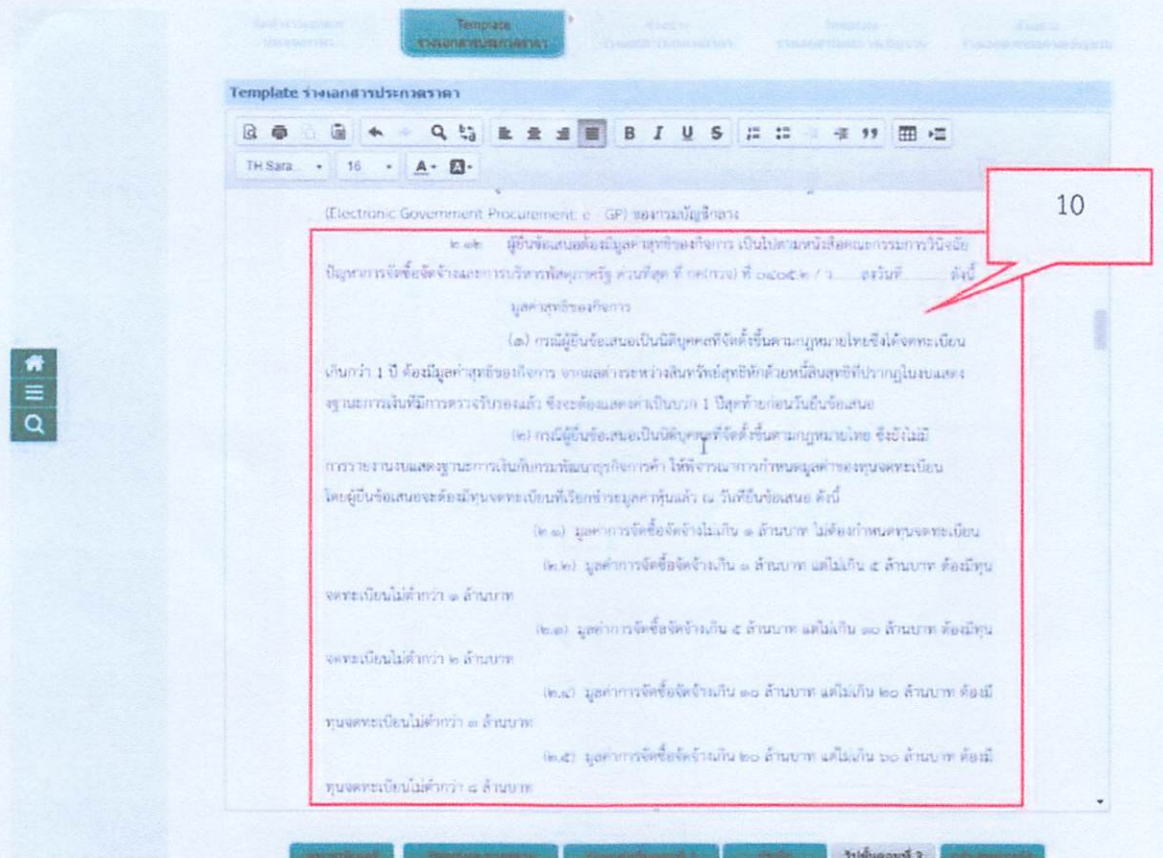 Template
ร่างเอกสารประกวดราคา
Template ร่างเอกสารประกวดราคา
B I U S
TH Sara... 16 A A
(Electronic Government Procurement: e - GP) ของกรมบัญชีกลาง
10
๒.๑๒ ผู้ยื่นข้อเสนอต้องมีมูลค่าสุทธิของกิจการ เป็นไปตามหนังสือคณะกรรมการวินิจฉัย
ปัญหาการจัดซื้อจัดจ้างและการบริหารพัสดุภาครัฐ ด่วนที่สุด ที่ กค(กวจ) ที่ ๐๔๐๕.๒ / ว....... ลงวันที่.......... ดังนี้
มูลค่าสุทธิของกิจการ
(๑) กรณีผู้ยื่นข้อเสนอเป็นนิติบุคคลที่จัดตั้งขึ้นตามกฎหมายไทยซึ่งได้จดทะเบียน
เกินกว่า 1 ปี ต้องมีมูลค่าสุทธิของกิจการ จากผลต่างระหว่างสินทรัพย์สุทธิหักด้วยหนี้สินสุทธิที่ปรากฏในงบแสดง
ฐานะการเงินที่มีการตรวจรับรองแล้ว ซึ่งจะต้องแสดงค่าเป็นบวก 1 ปีสุดท้ายก่อนวันยื่นข้อเสนอ
(๒) กรณีผู้ยื่นข้อเสนอเป็นนิติบุคคลที่จัดตั้งขึ้นตามกฎหมายไทย ซึ่งยังไม่มี
การรายงานงบแสดงฐานะการเงินกับกรมพัฒนาธุรกิจการค้า ให้พิจารณาการกำหนดมูลค่าของทุนจดทะเบียน
โดยผู้ยื่นข้อเสนอจะต้องมีทุนจดทะเบียนที่เรียกชำระมูลค่าหุ้นแล้ว ณ วันที่ยื่นข้อเสนอ ดังนี้
(๒.๑) มูลค่าการจัดซื้อจัดจ้างไม่เกิน ๑ ล้านบาท ไม่ต้องกำหนดทุนจดทะเบียน
(๒.๒) มูลค่าการจัดซื้อจัดจ้างเกิน ๑ ล้านบาท แต่ไม่เกิน ๕ ล้านบาท ต้องมีทุน
จดทะเบียนไม่ต่ำกว่า ๑ ล้านบาท
(๒.๓) มูลค่าการจัดซื้อจัดจ้างเกิน ๕ ล้านบาท แต่ไม่เกิน ๑๐ ล้านบาท ต้องมีทุน
จดทะเบียนไม่ต่ำกว่า ๒ ล้านบาท
(๒.๔) มูลค่าการจัดซื้อจัดจ้างเกิน ๑๐ ล้านบาท แต่ไม่เกิน ๒๐ ล้านบาท ต้องมี
ทุนจดทะเบียนไม่ต่ำกว่า ๓ ล้านบาท
(๒.๕) มูลค่าการจัดซื้อจัดจ้างเกิน ๒๐ ล้านบาท แต่ไม่เกิน ๖๐ ล้านบาท ต้องมี
ทุนจดทะเบียนไม่ต่ำกว่า ๘ ล้านบาท
ไปขั้นตอนที่ 3